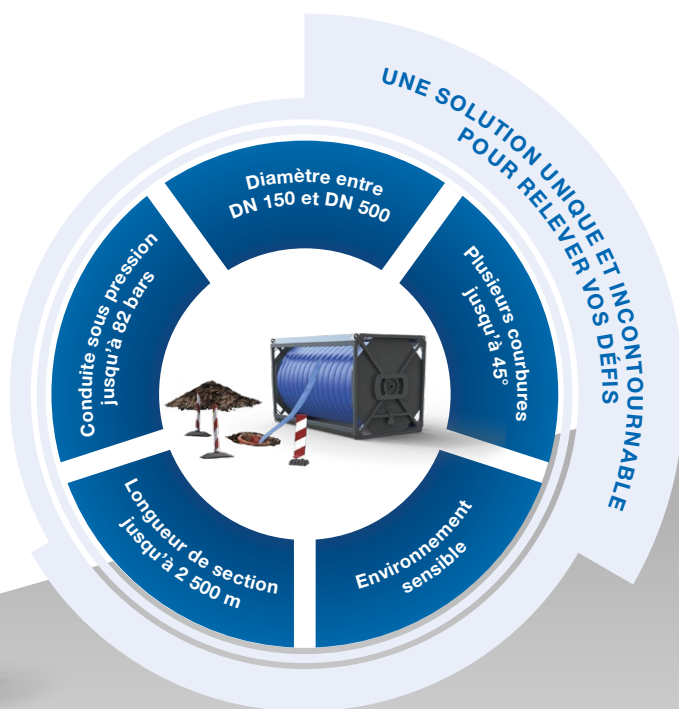 UNE SOLUTION UNIQUE ET INCONTOURNABLE
POUR RELEVER VOS DÉFIS
Diamètre entre
DN 150 et DN 500
Plusieurs courbures
jusqu'à 45°
Environnement
sensible
Longueur de section
jusqu'à 2 500 m
Conduite sous pression
jusqu'à 82 bars